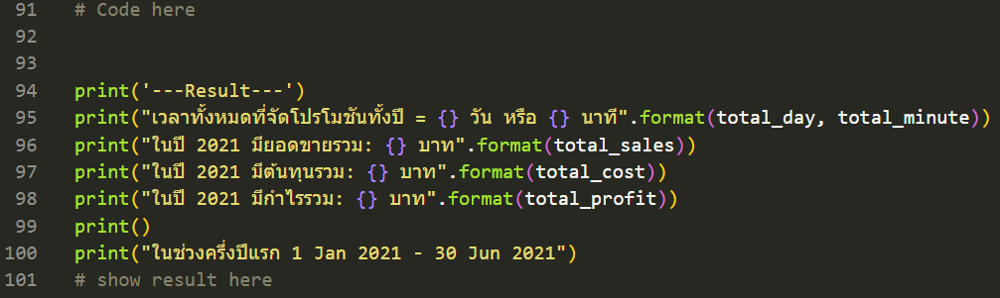 91 # Code here
92
93
94 print('---Result---')
95 print("เวลาทั้งหมดที่จัดโปรโมชันทั้งปี = {} วัน หรือ {} นาที".format(total_day, total_minute))
96 print("ในปี 2021 มียอดขายรวม: {} บาท".format(total_sales))
97 print("ในปี 2021 มีต้นทุนรวม: {} บาท".format(total_cost))
98 print("ในปี 2021 มีกำไรรวม: {} บาท".format(total_profit))
99 print()
100 print("ในช่วงครึ่งปีแรก 1 Jan 2021 - 30 Jun 2021")
101 # show result here